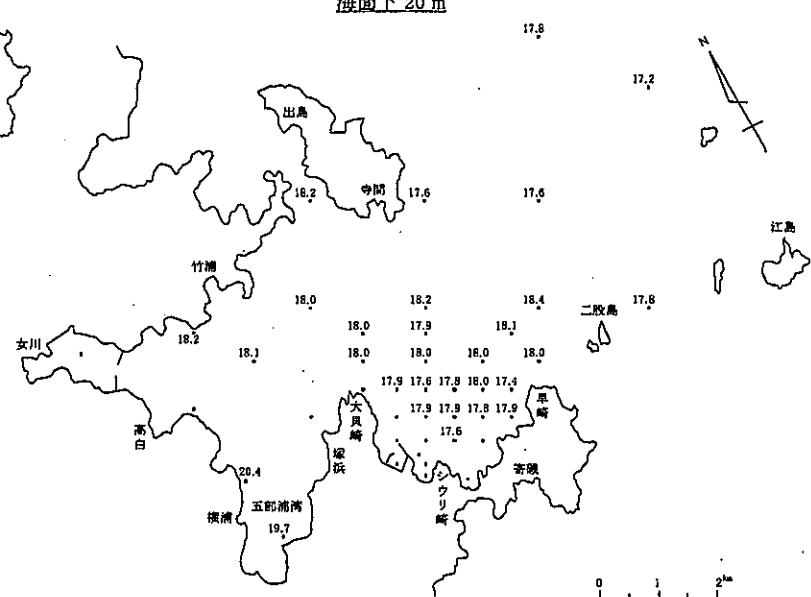 海面下 20 m
17.8
N
17.2
出島
寺間
18.2
17.6
17.6
江島
竹浦
18.0
18.2
18.4
17.8
二股島
18.0
17.9
18.1
女川
18.2
18.1
18.0
18.0
18.0
18.0
17.9
17.6
17.8
18.0
17.4
早崎
大貝崎
17.9
17.9
17.8
17.9
高白
17.6
塚浜
寄磯
シウリ崎
20.4
五部浦湾
横浦
19.7
0
1
2km